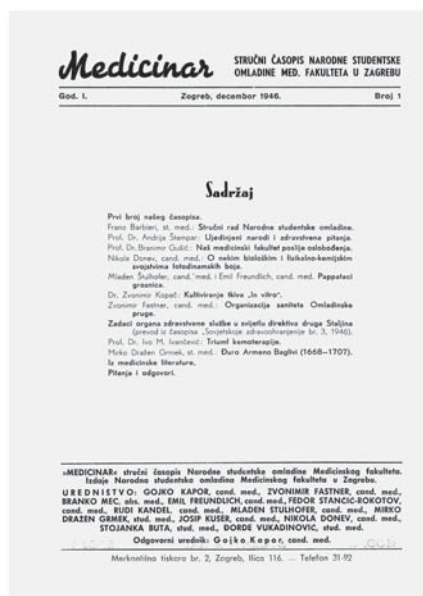 Medicinar
STRUČNI ČASOPIS NARODNE STUDENTSKE
OMLADINE MED. FAKULTETA U ZAGREBU
God. I. Zagreb, decembar 1946. Broj 1
Sadržaj
Prvi broj našeg časopisa.
Frano Barbieri, st. med.: Stručni rad Narodne studentske omladine.
Prof. Dr. Andrija Štampar: Ujedinjeni narodi i zdravstvena pitanja.
Prof. Dr. Branimir Gušić: Naš medicinski fakultet poslije oslobođenja.
Nikola Donev, cand. med.: O nekim biološkim i fizikalno-kemijskim
svojstvima fotodinamskih boja.
Mladen Štulhofer, cand. med. i Emil Freundlich, cand. med. Pappataci
groznica.
Dr. Zvonimir Kopač: Kultiviranje tkiva „In vitro".
Zvonimir Fastner, cand. med.: Organizacija saniteta Omladinske
pruge.
Zadaci organa zdravstvene službe u svijetlu direktiva druga Staljina
(prevod iz časopisa „Sovjetskoje zdravoohranjenije br. 3, 1946).
Prof. Dr. Ivo M. Ivančević: Triumf kemoterapije.
Mirko Dražen Grmek, st. med.: Đuro Armeno Baglivi (1668—1707).
Iz medicinske literature.
Pitanja i odgovori.
»MEDICINAR« stručni časopis Narodne studentske omladine Medicinskog fakulteta.
Izdaje Narodna studentska omladina Medicinskog fakulteta u Zagrebu.
UREDNIŠTVO: GOJKO KAPOR, cand. med., ZVONIMIR FASTNER, cand. med.,
BRANKO MEC, abs. med., EMIL FREUNDLICH, cand. med., FEDOR STANČIĆ-ROKOTOV,
cand. med., RUDI KANDEL, cand. med., MLADEN ŠTULHOFER, cand. med., MIRKO
DRAŽEN GRMEK, stud. med., JOSIP KUŠER, cand. med., NIKOLA DONEV, cand. med.,
STOJANKA BUTA, stud. med., ĐORĐE VUKADINOVIĆ, stud. med.
Odgovorni urednik: Gojko Kapor, cand. med.
Merkantilna tiskara br. 2, Zagreb, Ilica 116. — Telefon 31-92